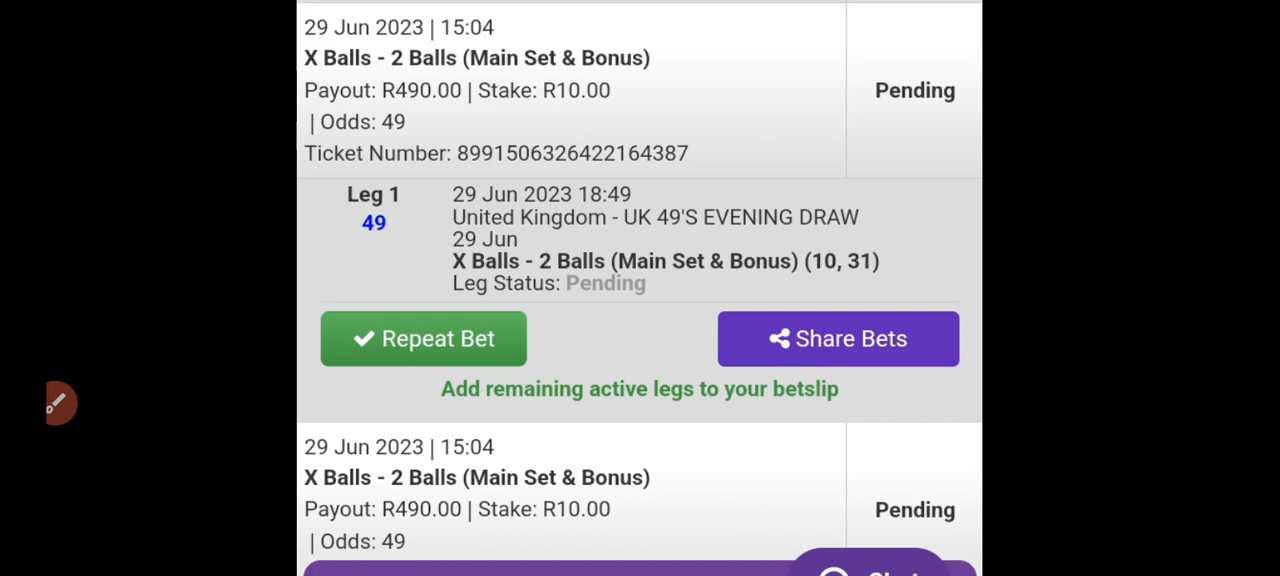 29 Jun 2023 | 15:04
X Balls - 2 Balls (Main Set & Bonus)
Payout: R490.00 | Stake: R10.00
| Odds: 49
Ticket Number: 8991506326422164387
Pending
Leg 1
49
29 Jun 2023 18:49
United Kingdom - UK 49'S EVENING DRAW
29 Jun
X Balls - 2 Balls (Main Set & Bonus) (10, 31)
Leg Status: Pending
Repeat Bet
Share Bets
Add remaining active legs to your betslip
29 Jun 2023 | 15:04
X Balls - 2 Balls (Main Set & Bonus)
Payout: R490.00 | Stake: R10.00
| Odds: 49
Pending